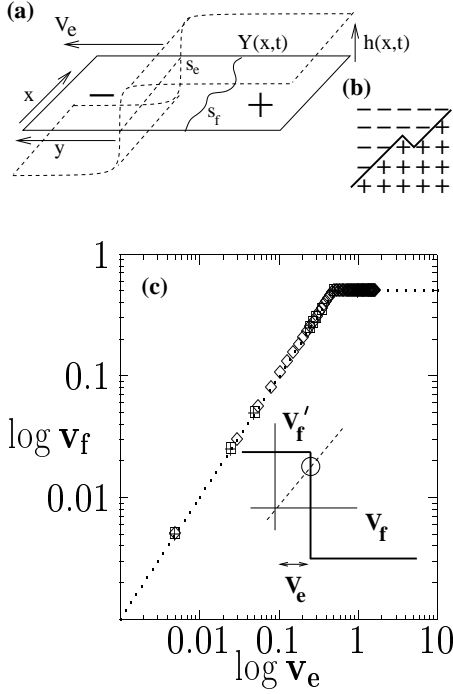 (a)
V_e
Y(x,t)
h(x,t)
x
s_e
−
+
s_f
y
(b)
− − − − −
− − − +
− − + + +
− + + + +
+ + + + +
(c)
1
0.1
0.01
log v_f
V_f'
V_f
V_e
0.01 0.1 1 10
log v_e